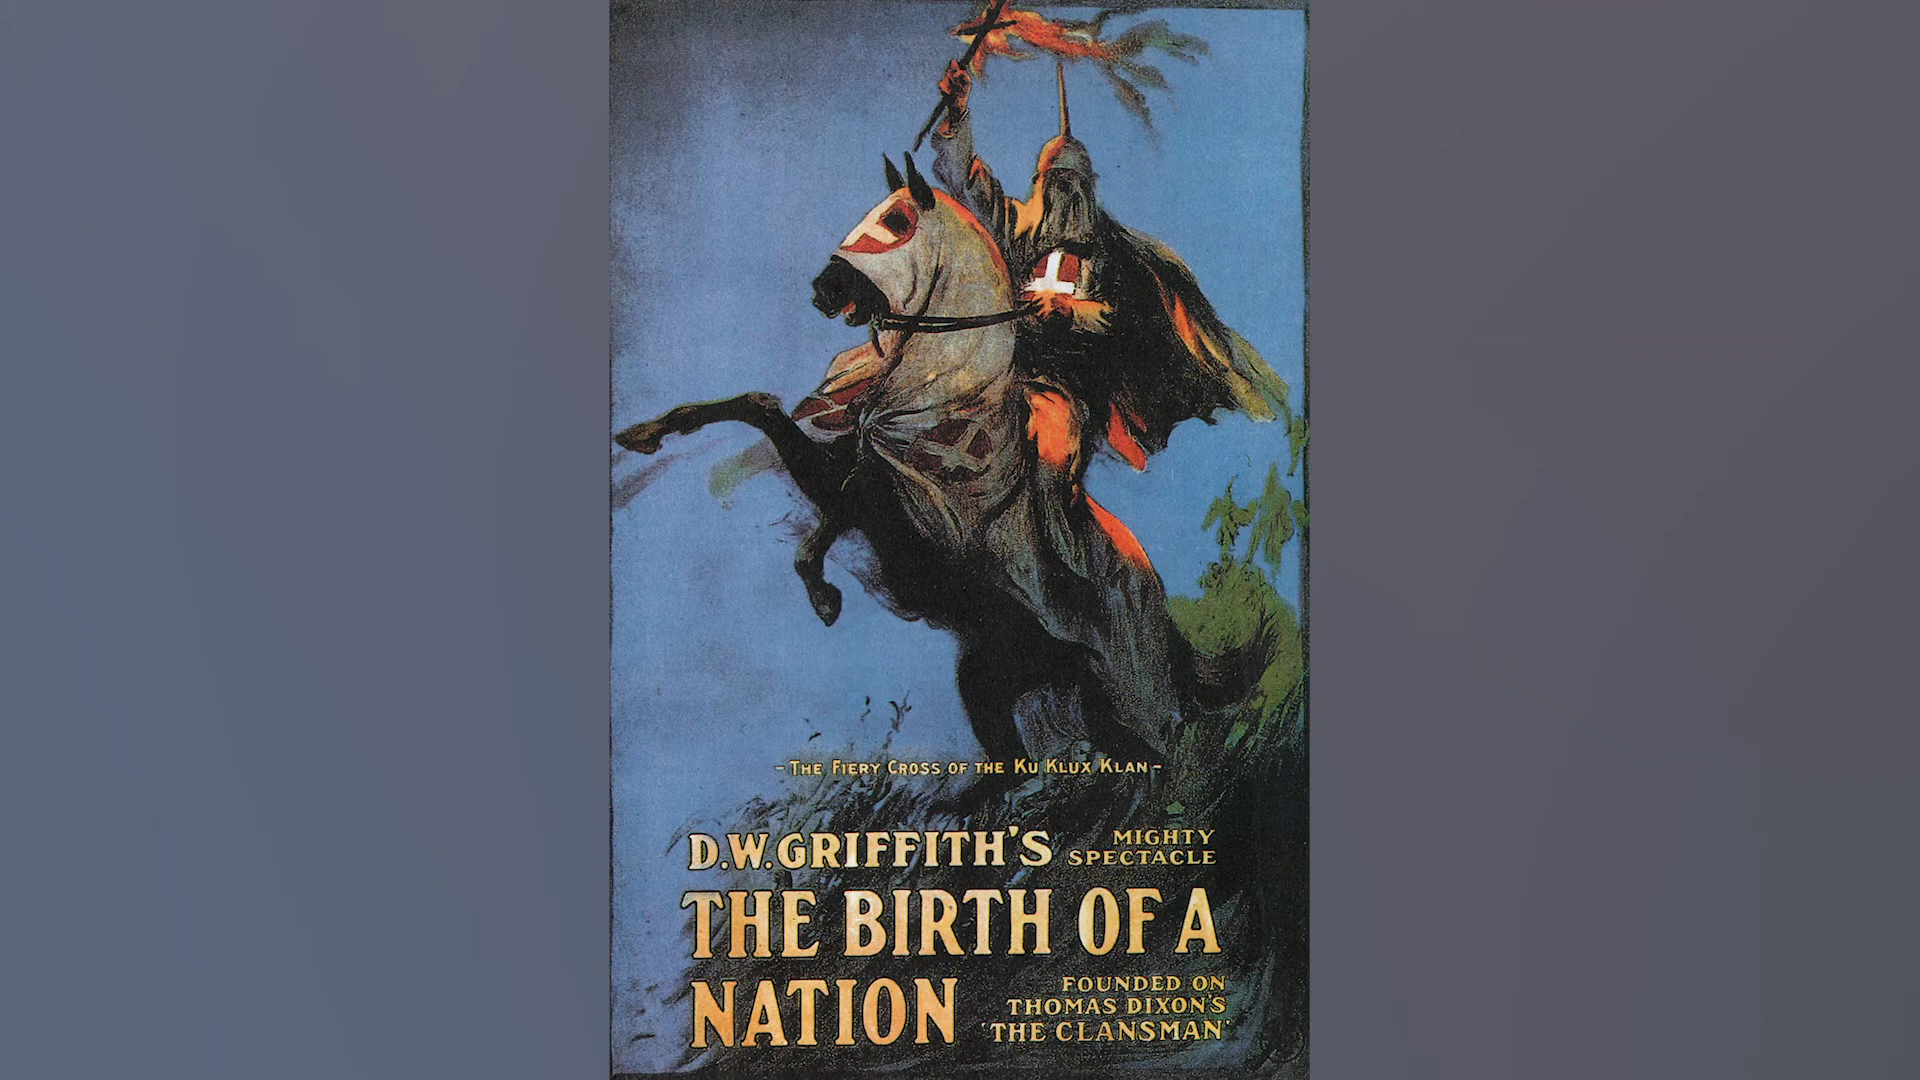 - The Fiery Cross of the Ku Klux Klan -
D.W. GRIFFITH'S
MIGHTY
SPECTACLE
THE BIRTH OF A
NATION
FOUNDED ON
THOMAS DIXON'S
'THE CLANSMAN'